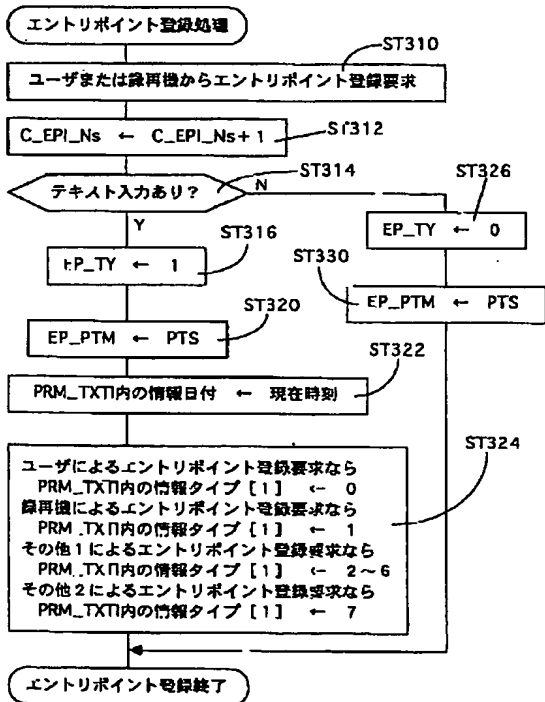 エントリポイント登録処理
ST310
ユーザまたは録再機からエントリポイント登録要求
C_EPI_Ns ← C_EPI_Ns+1
ST312
テキスト入力あり?
ST314
N
Y
ST326
EP_TY ← 0
ST316
EP_TY ← 1
ST330
EP_PTM ← PTS
ST320
EP_PTM ← PTS
ST322
PRM_TXTI内の情報日付 ← 現在時刻
ST324
ユーザによるエントリポイント登録要求なら
PRM_TXTI内の情報タイプ[1] ← 0
録再機によるエントリポイント登録要求なら
PRM_TXTI内の情報タイプ[1] ← 1
その他1によるエントリポイント登録要求なら
PRM_TXTI内の情報タイプ[1] ← 2~6
その他2によるエントリポイント登録要求なら
PRM_TXTI内の情報タイプ[1] ← 7
エントリポイント登録終了